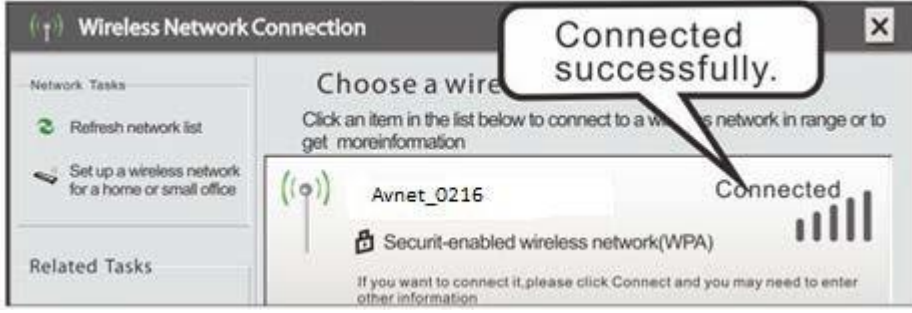 Wireless Network Connection
Connected
successfully.
Network Tasks
Refresh network list
Set up a wireless network
for a home or small office
Related Tasks
Choose a wire
Click an item in the list below to connect to a network in range or to
get moreinformation
Avnet_0216
Connected
Securit-enabled wireless network(WPA)
If you want to connect it,please click Connect and you may need to enter
other information